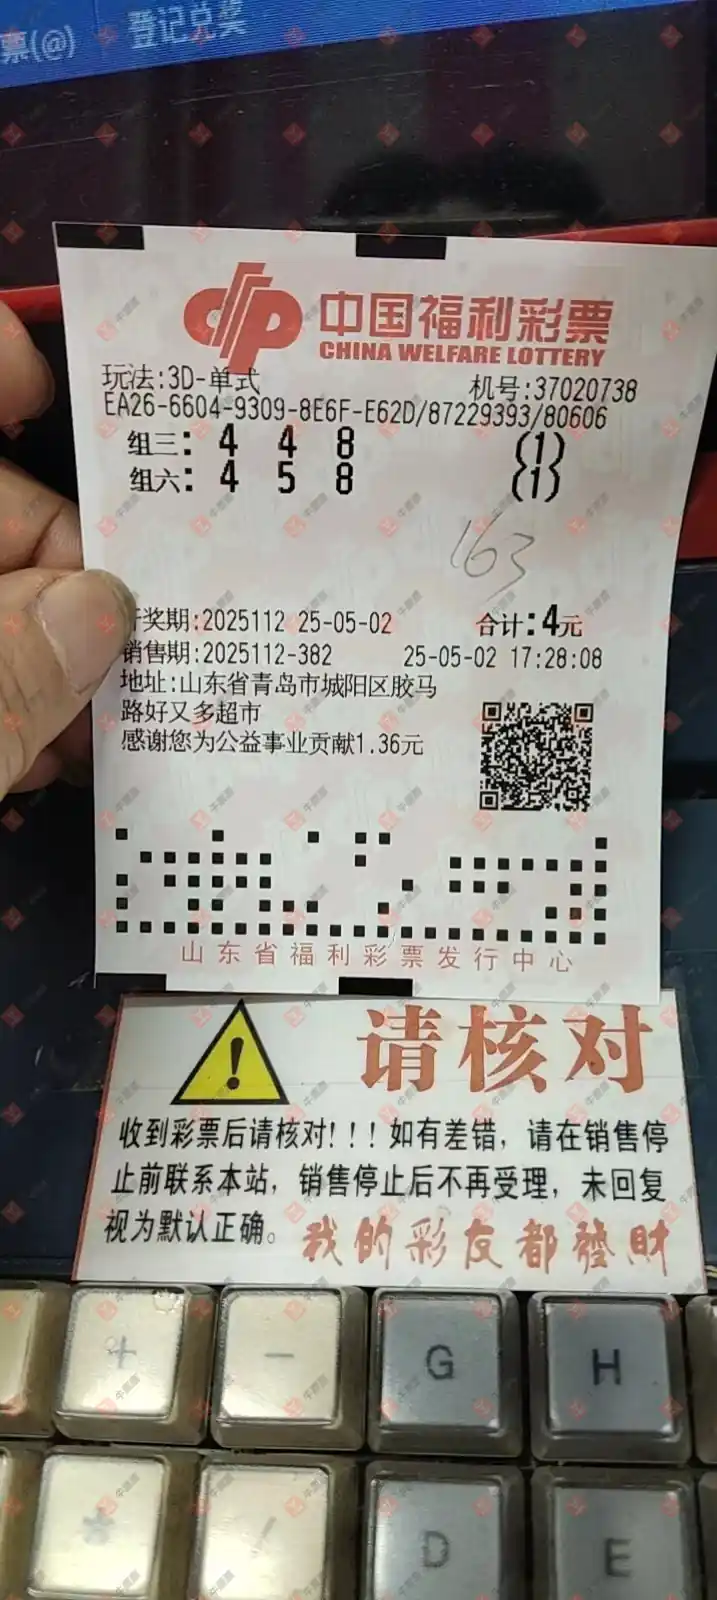 票(@) 登记兑奖
中国福利彩票
CHINA WELFARE LOTTERY
玩法:3D-单式 机号:37020738
EA26-6604-9309-8E6F-E62D/87229393/80606
组三: 4 4 8 (1)
组六: 4 5 8 (1)
163
开奖期:2025112 25-05-02 合计:4元
销售期:2025112-382 25-05-02 17:28:08
地址:山东省青岛市城阳区胶马
路好又多超市
感谢您为公益事业贡献1.36元
山东省福利彩票发行中心
请核对
收到彩票后请核对!!!如有差错，请在销售停
止前联系本站，销售停止后不再受理，未回复
视为默认正确。我的彩友都發財
+ - G H
* D E